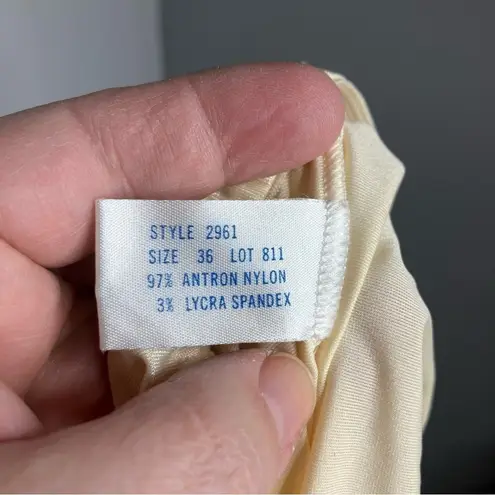 STYLE 2961
SIZE 36 LOT 811
97% ANTRON NYLON
3% LYCRA SPANDEX